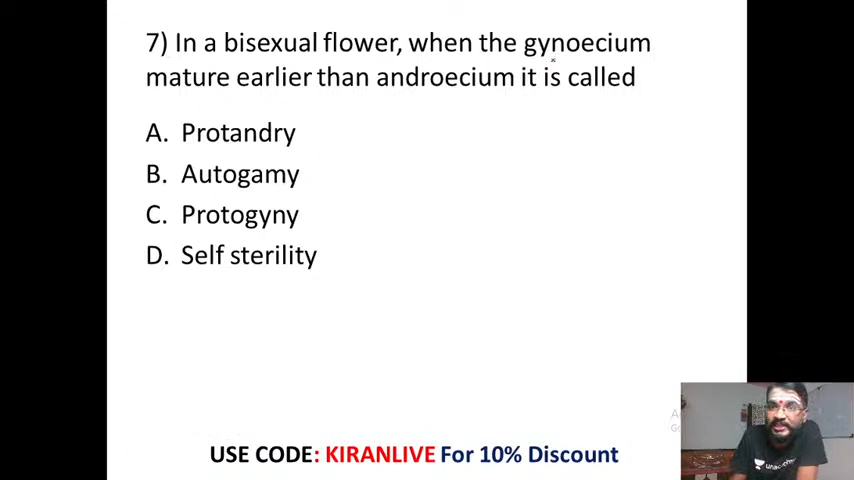 7) In a bisexual flower, when the gynoecium
mature earlier than androecium it is called
A. Protandry
B. Autogamy
C. Protogyny
D. Self sterility
USE CODE: KIRANLIVE For 10% Discount